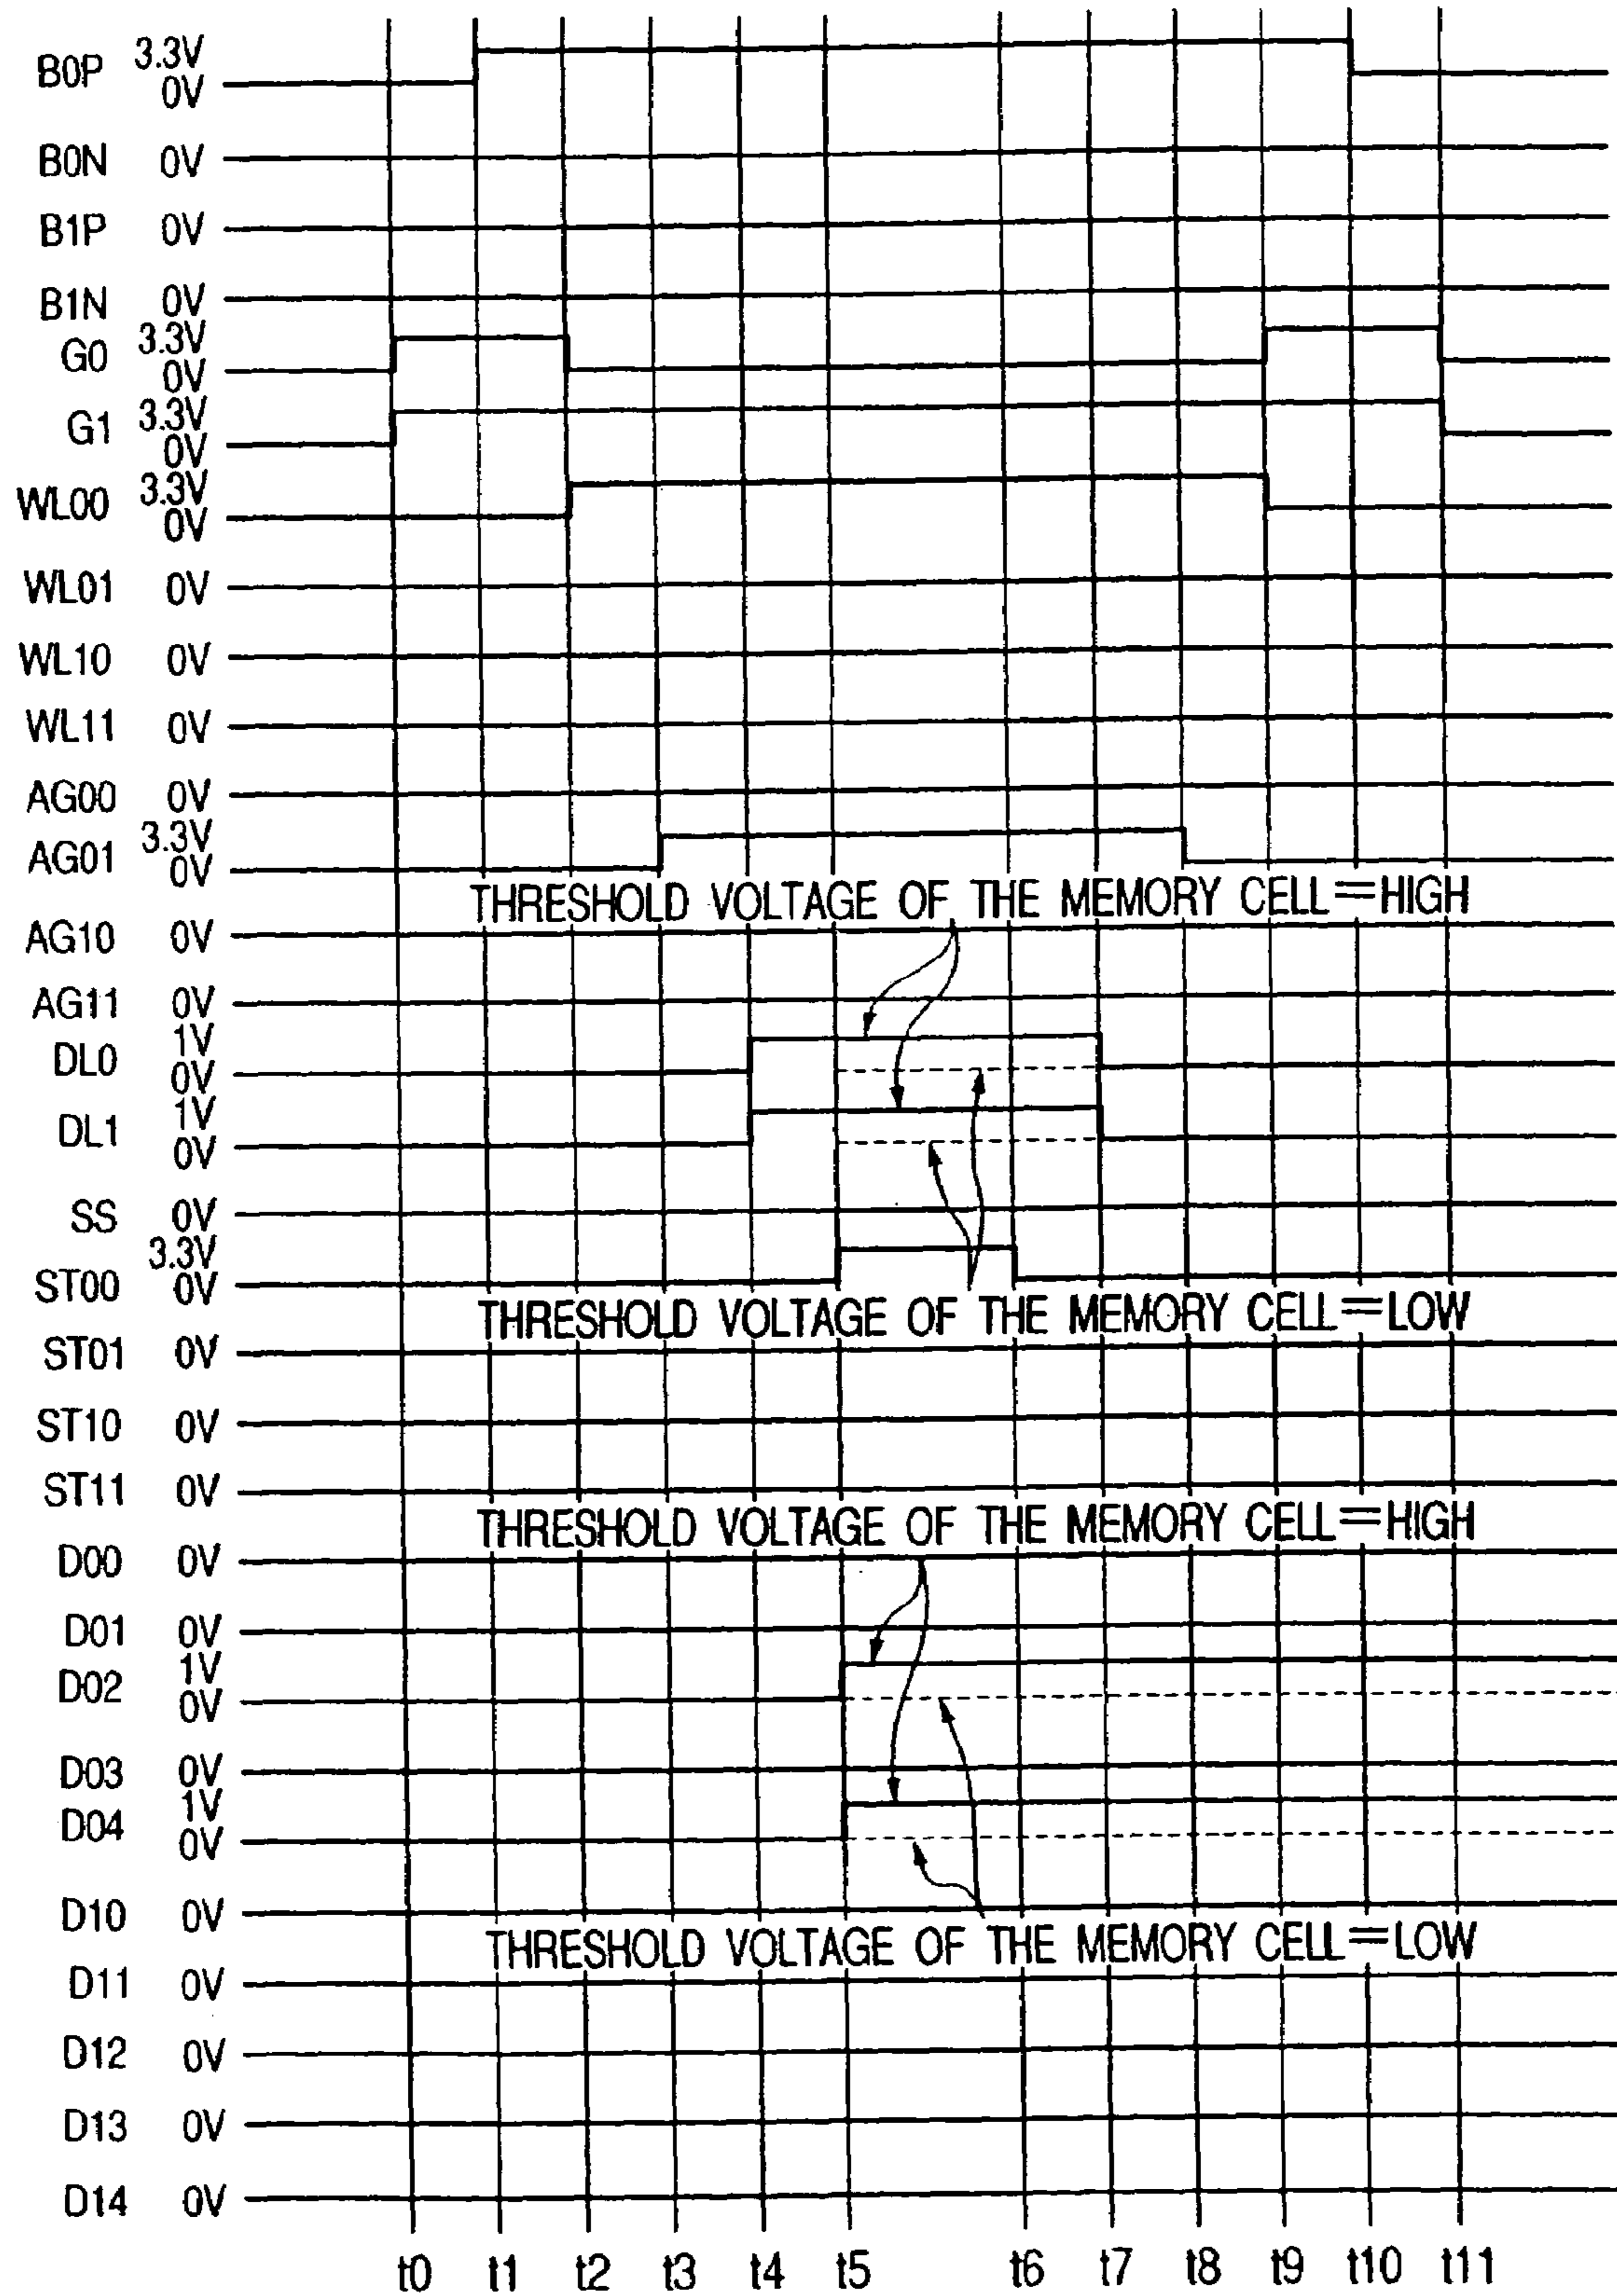 B0P 3.3V
0V
B0N 0V
B1P 0V
B1N 0V
G0 3.3V
0V
G1 3.3V
0V
WL00 3.3V
0V
WL01 0V
WL10 0V
WL11 0V
AG00 0V
AG01 3.3V
0V
THRESHOLD VOLTAGE OF THE MEMORY CELL=HIGH
AG10 0V
AG11 0V
DL0 1V
0V
DL1 1V
0V
SS 0V
ST00 3.3V
0V
THRESHOLD VOLTAGE OF THE MEMORY CELL=LOW
ST01 0V
ST10 0V
ST11 0V
THRESHOLD VOLTAGE OF THE MEMORY CELL=HIGH
D00 0V
D01 0V
D02 1V
0V
D03 0V
D04 1V
0V
D10 0V
THRESHOLD VOLTAGE OF THE MEMORY CELL=LOW
D11 0V
D12 0V
D13 0V
D14 0V
t0 t1 t2 t3 t4 t5 t6 t7 t8 t9 t10 t11